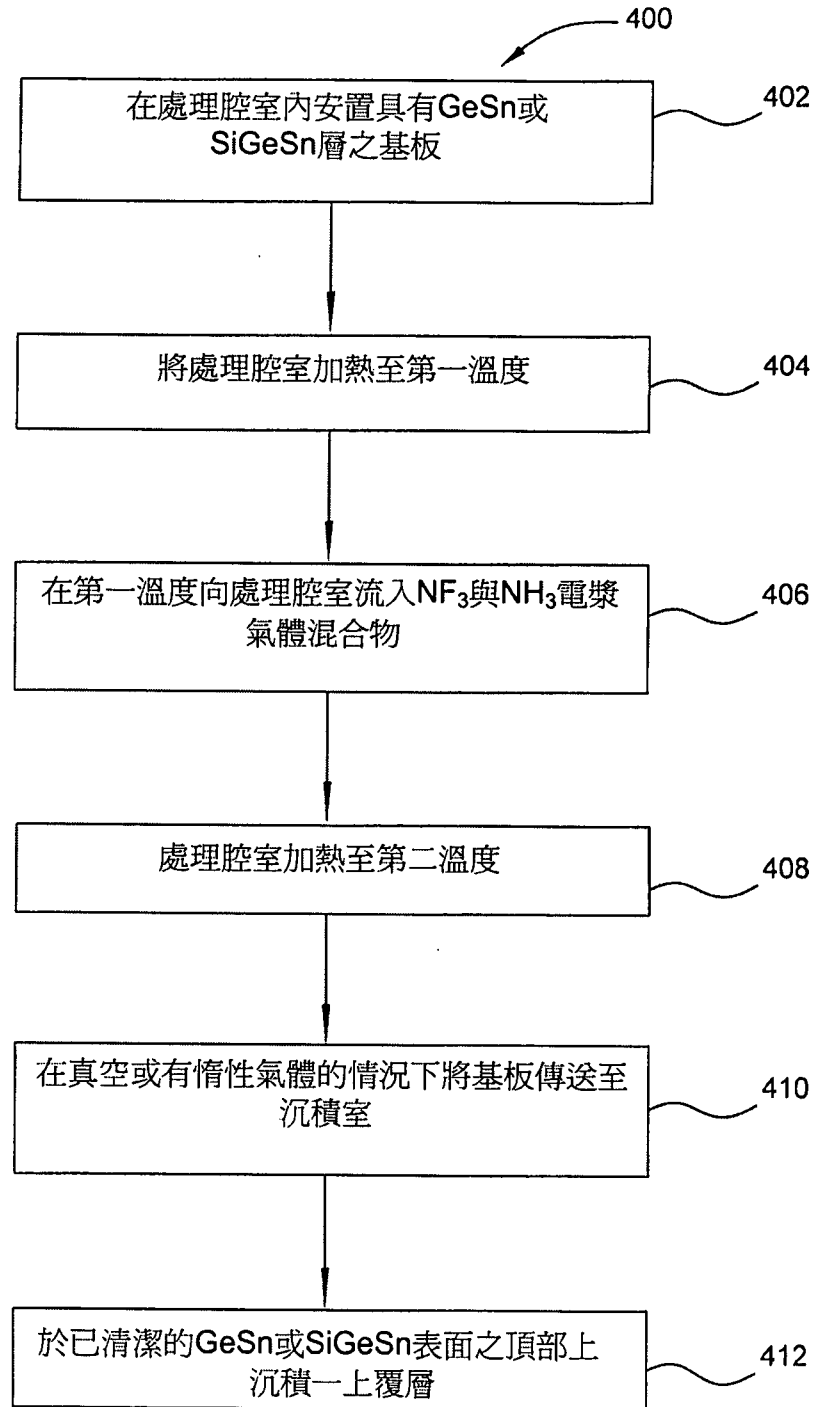 400
在處理腔室內安置具有GeSn或
SiGeSn層之基板
402
將處理腔室加熱至第一溫度
404
在第一溫度向處理腔室流入NF₃與NH₃電漿
氣體混合物
406
處理腔室加熱至第二溫度
408
在真空或有惰性氣體的情況下將基板傳送至
沉積室
410
於已清潔的GeSn或SiGeSn表面之頂部上
沉積一上覆層
412